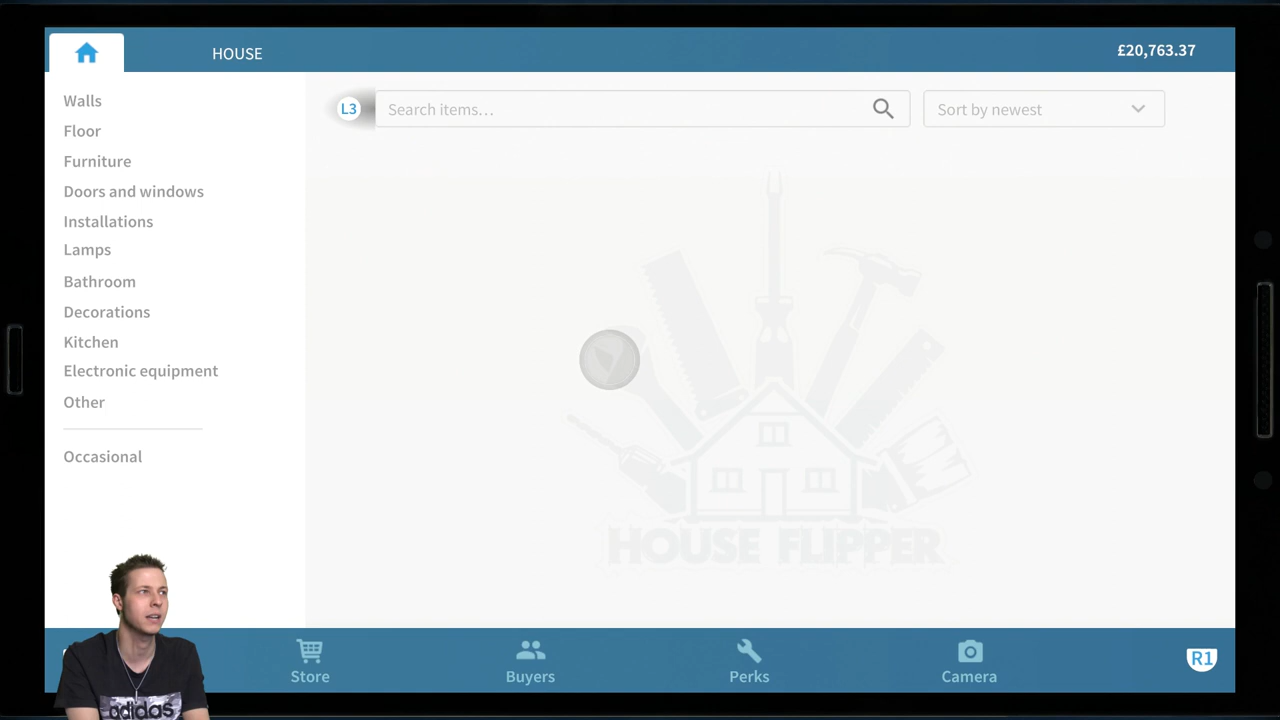 HOUSE
£20,763.37
Walls
Floor
Furniture
Doors and windows
Installations
Lamps
Bathroom
Decorations
Kitchen
Electronic equipment
Other
Occasional
L3
Search items...
Sort by newest
HOUSE FLIPPER
Store
Buyers
Perks
Camera
R1
adidas